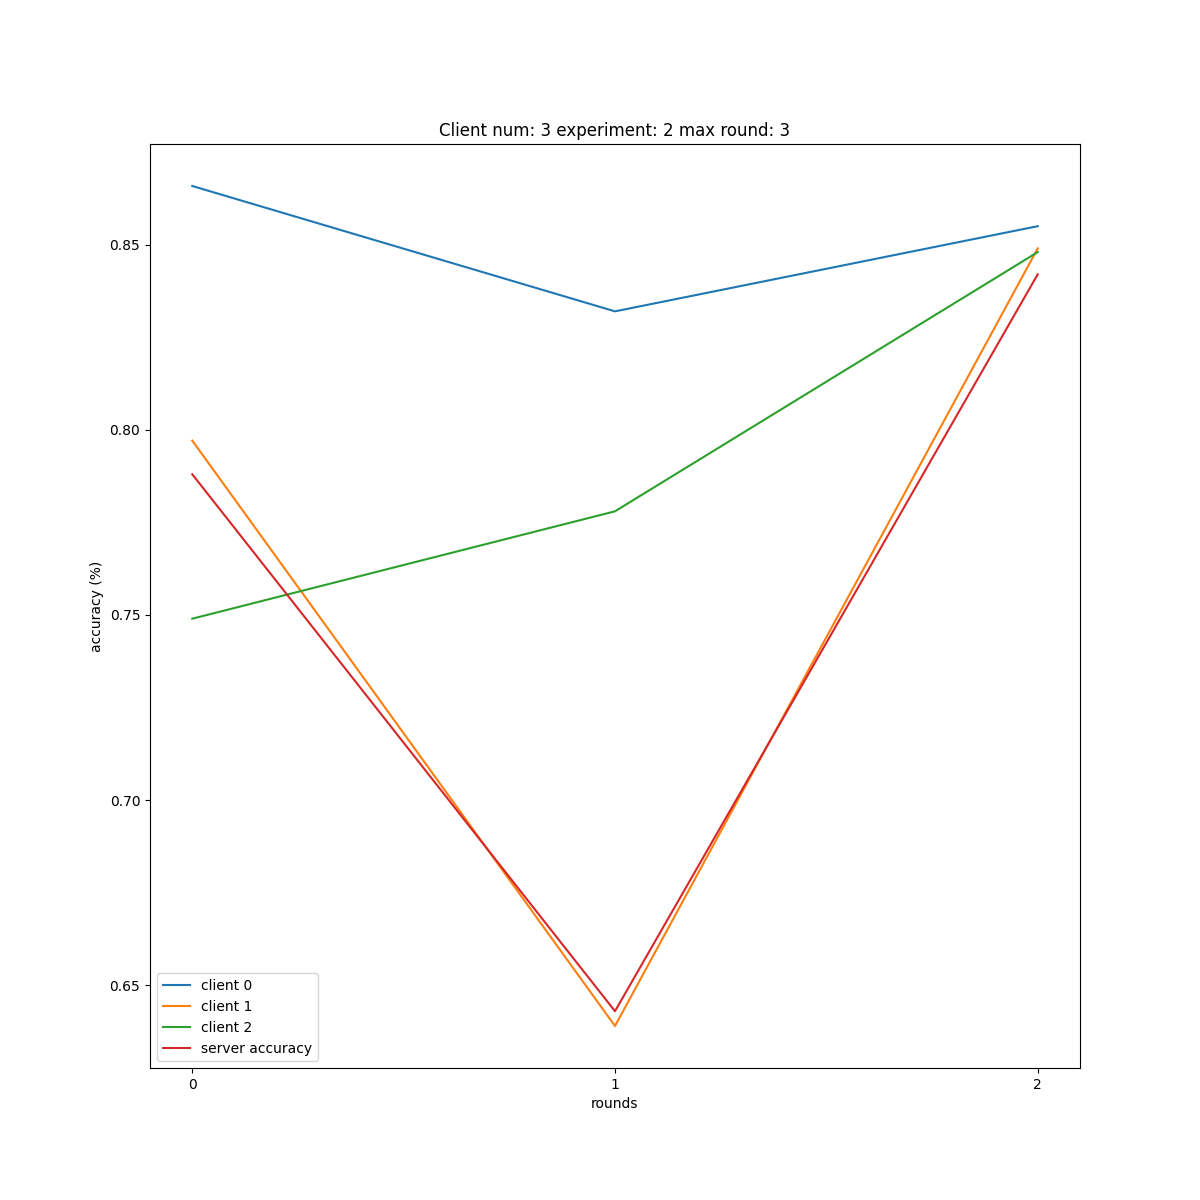 Client num: 3 experiment: 2 max round: 3
accuracy (%)
0.85
0.80
0.75
0.70
0.65
client 0
client 1
client 2
server accuracy
0
1
2
rounds